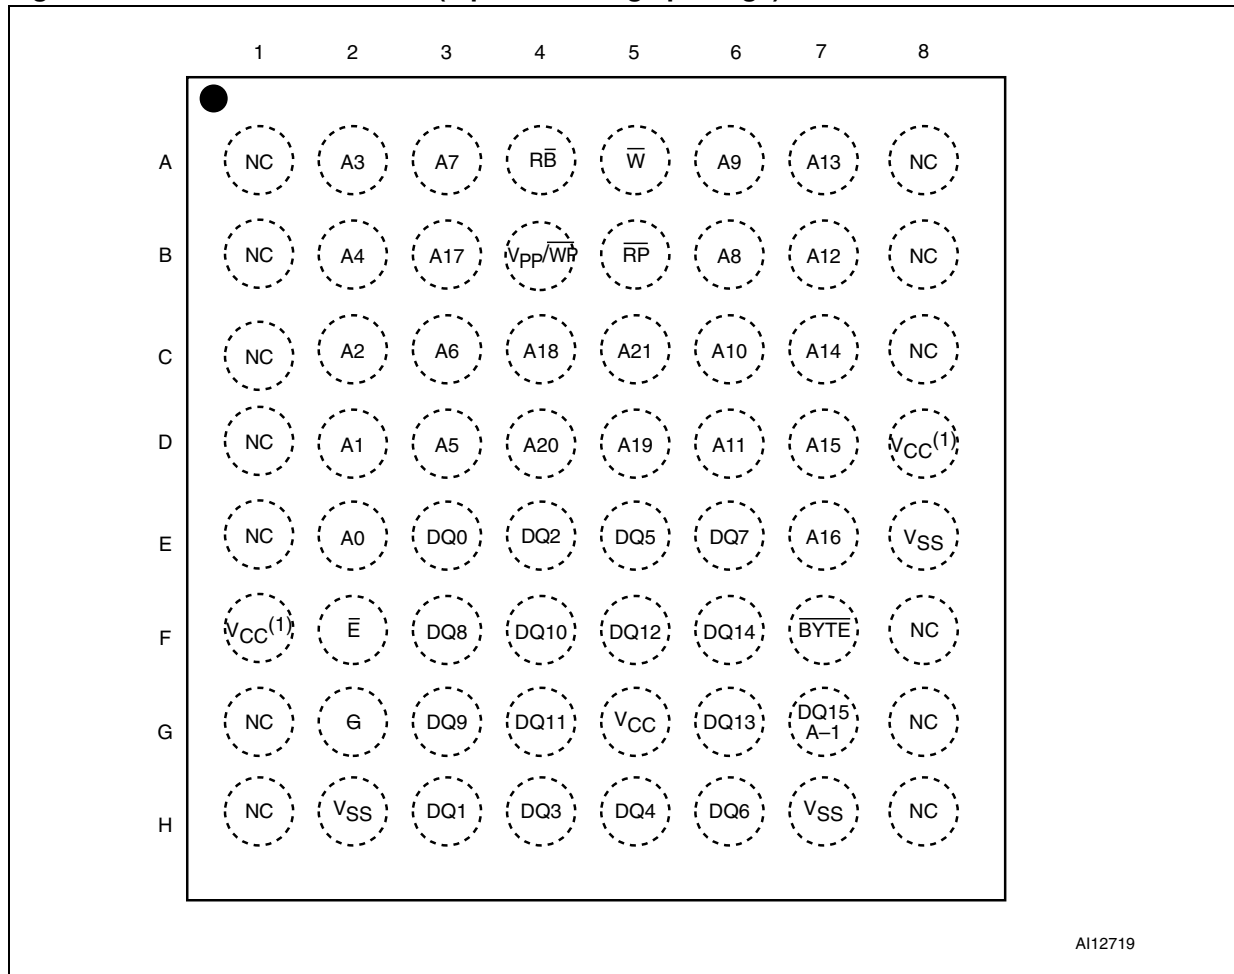 1 2 3 4 5 6 7 8
A NC A3 A7 RB̅ W̅ A9 A13 NC
B NC A4 A17 VPP/W̅P̅ R̅P̅ A8 A12 NC
C NC A2 A6 A18 A21 A10 A14 NC
D NC A1 A5 A20 A19 A11 A15 VCC(1)
E NC A0 DQ0 DQ2 DQ5 DQ7 A16 VSS
F VCC(1) E̅ DQ8 DQ10 DQ12 DQ14 B̅Y̅T̅E̅ NC
G NC G̅ DQ9 DQ11 VCC DQ13 DQ15 A–1 NC
H NC VSS DQ1 DQ3 DQ4 DQ6 VSS NC
AI12719